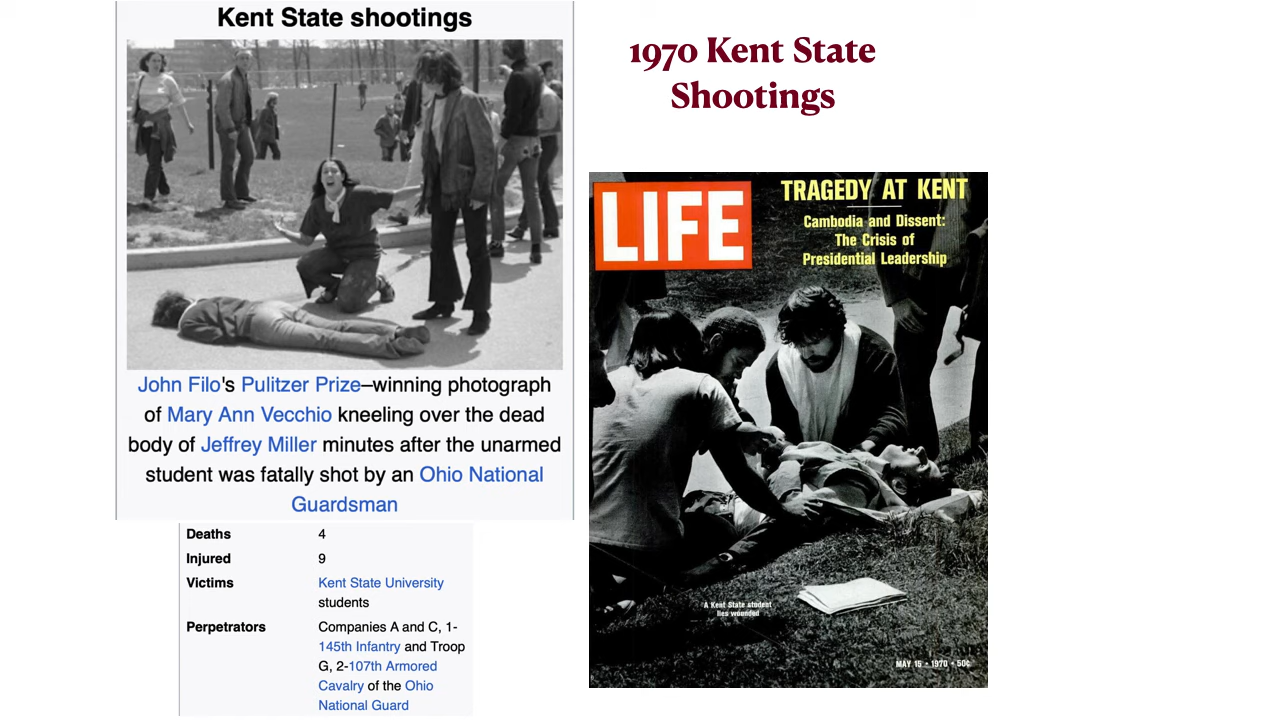 Kent State shootings
John Filo's Pulitzer Prize–winning photograph
of Mary Ann Vecchio kneeling over the dead
body of Jeffrey Miller minutes after the unarmed
student was fatally shot by an Ohio National
Guardsman
Deaths 4
Injured 9
Victims Kent State University
students
Perpetrators Companies A and C, 1-
145th Infantry and Troop
G, 2-107th Armored
Cavalry of the Ohio
National Guard
1970 Kent State
Shootings
LIFE
TRAGEDY AT KENT
Cambodia and Dissent:
The Crisis of
Presidential Leadership
A Kent State student
lies wounded
MAY 15 • 1970 • 50¢